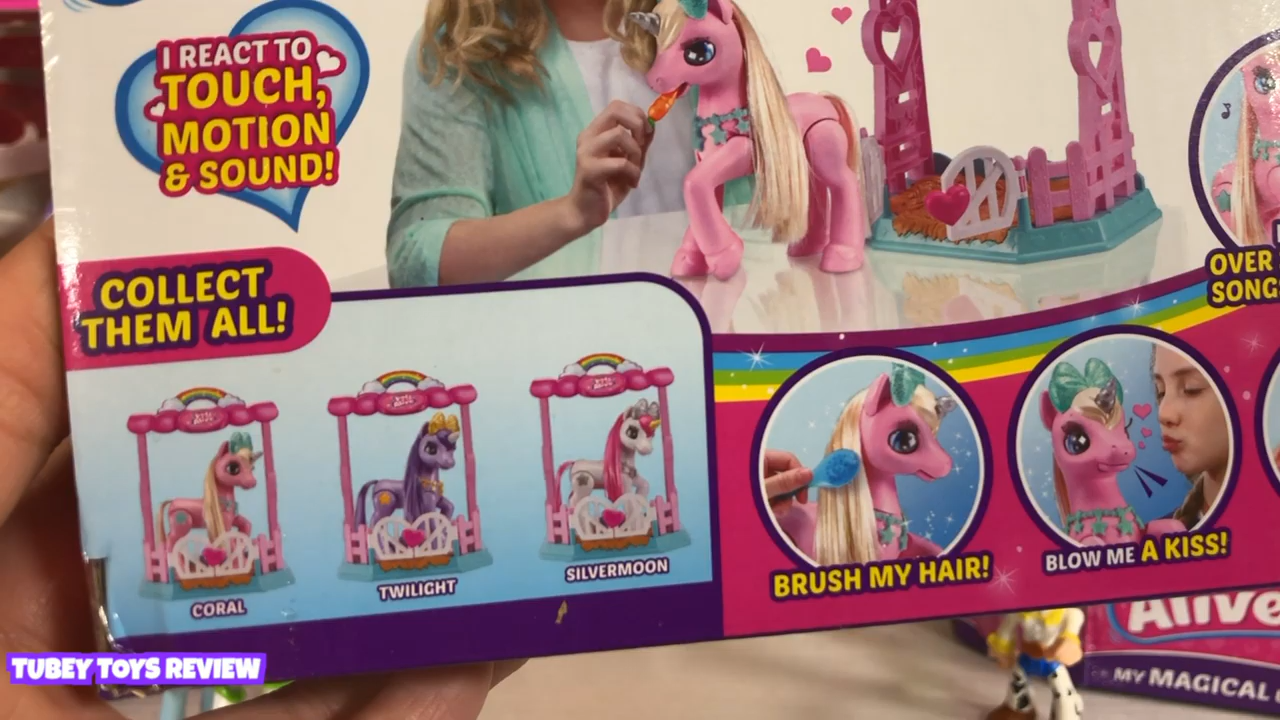 I REACT TO
TOUCH,
MOTION
& SOUND!
COLLECT
THEM ALL!
CORAL
TWILIGHT
SILVERMOON
BRUSH MY HAIR!
BLOW ME A KISS!
OVER
SONG
Alive
MY MAGICAL
TUBEY TOYS REVIEW